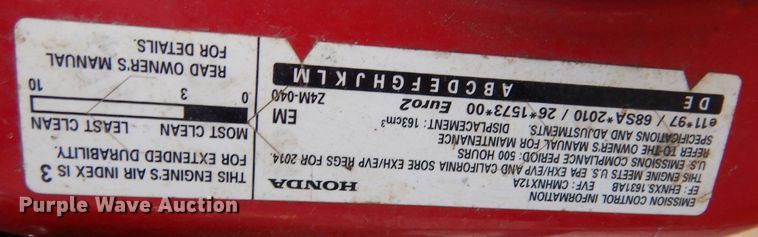 EMISSION CONTROL INFORMATION
HONDA
EF: EHNXS.1631AB EVF: CMHNX12A
THIS ENGINE MEETS U.S. EPA EXH/EVP AND CALIFORNIA SORE EXH/EVP REGS FOR 2014
U.S. EMISSIONS COMPLIANCE PERIOD: 500 HOURS
REFER TO THE OWNER'S MANUAL FOR MAINTENANCE
SPECIFICATIONS AND ADJUSTMENTS.
DISPLACEMENT: 163cm³
EM
e11*97 / 68SA*2010 / 26*1573*00 Euro2
Z4M-040
D E
A B C D E F G H J K L M
THIS ENGINE'S AIR INDEX IS 3
FOR EXTENDED DURABILITY.
MOST CLEAN
LEAST CLEAN
0 3 10
READ OWNER'S MANUAL
FOR DETAILS.
Purple Wave Auction